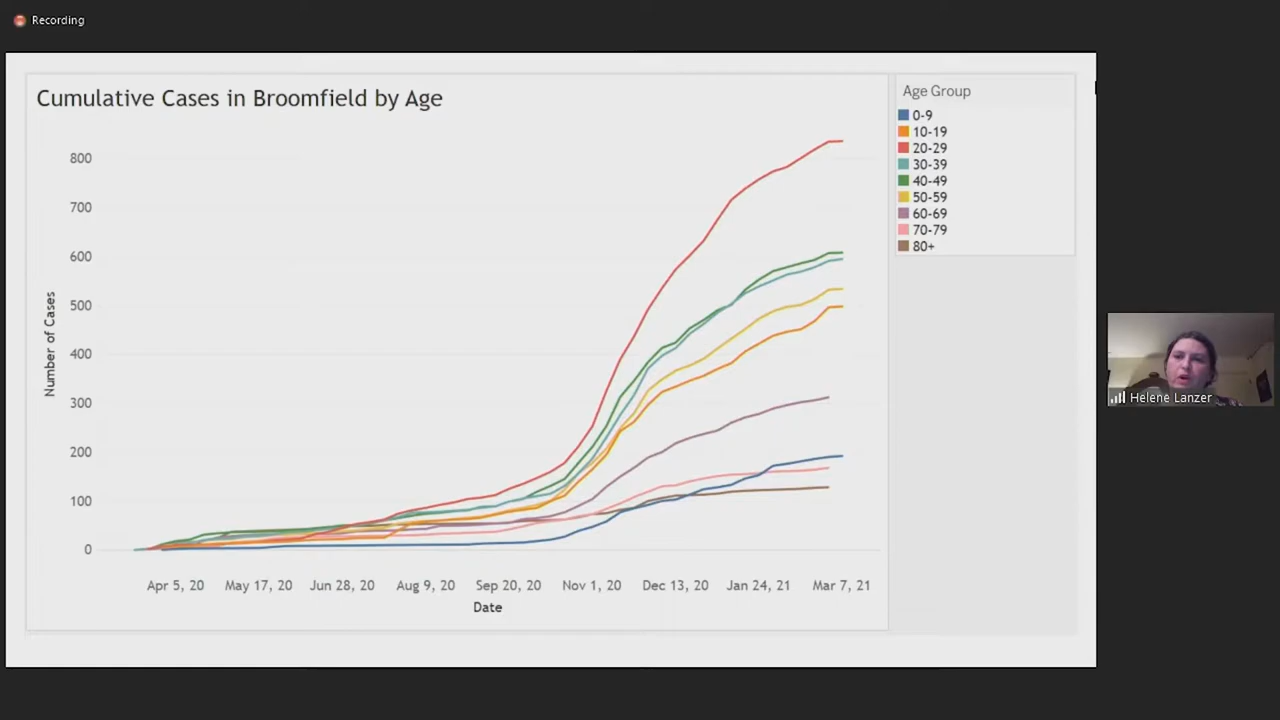 Recording
Cumulative Cases in Broomfield by Age
Age Group
0-9
10-19
20-29
30-39
40-49
50-59
60-69
70-79
80+
800
700
600
500
400
300
200
100
0
Number of Cases
Apr 5, 20 May 17, 20 Jun 28, 20 Aug 9, 20 Sep 20, 20 Nov 1, 20 Dec 13, 20 Jan 24, 21 Mar 7, 21
Date
Helene Lanzer